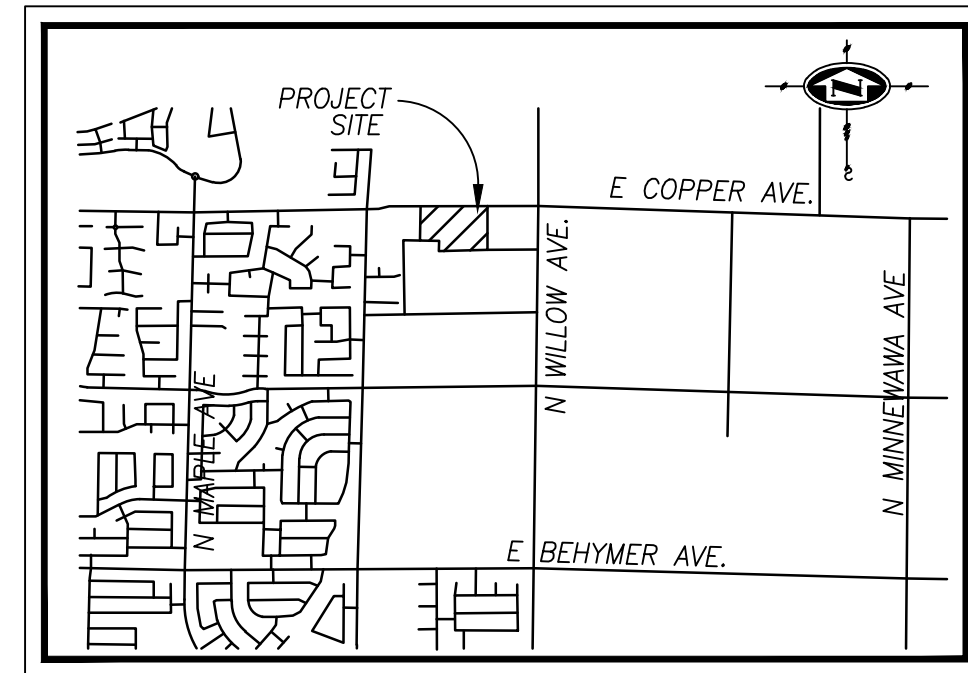 PROJECT
SITE
N
S
E COPPER AVE.
N WILLOW AVE.
N MINNEWAWA AVE
N MAPLE AVE
E BEHYMER AVE.